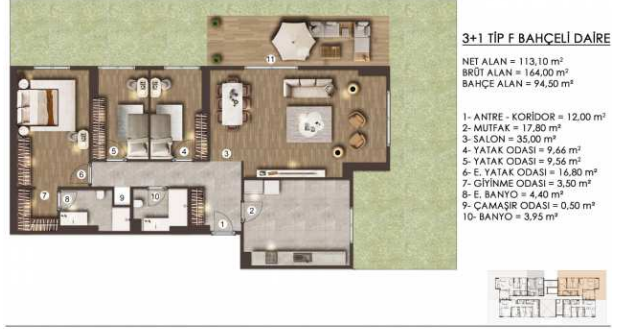 3+1 TİP F BAHÇELİ DAİRE
NET ALAN = 113,10 m²
BRÜT ALAN = 164,00 m²
BAHÇE ALAN = 94,50 m²
1- ANTRE - KORİDOR = 12,00 m²
2- MUTFAK = 17,80 m²
3- SALON = 35,00 m²
4- YATAK ODASI = 9,66 m²
5- YATAK ODASI = 9,56 m²
6- E. YATAK ODASI = 16,80 m²
7- GİYİNME ODASI = 3,50 m²
8- E. BANYO = 4,40 m²
9- ÇAMAŞIR ODASI = 0,50 m²
10- BANYO = 3,95 m²
11
5
4
3
6
7
8
9
10
2
1